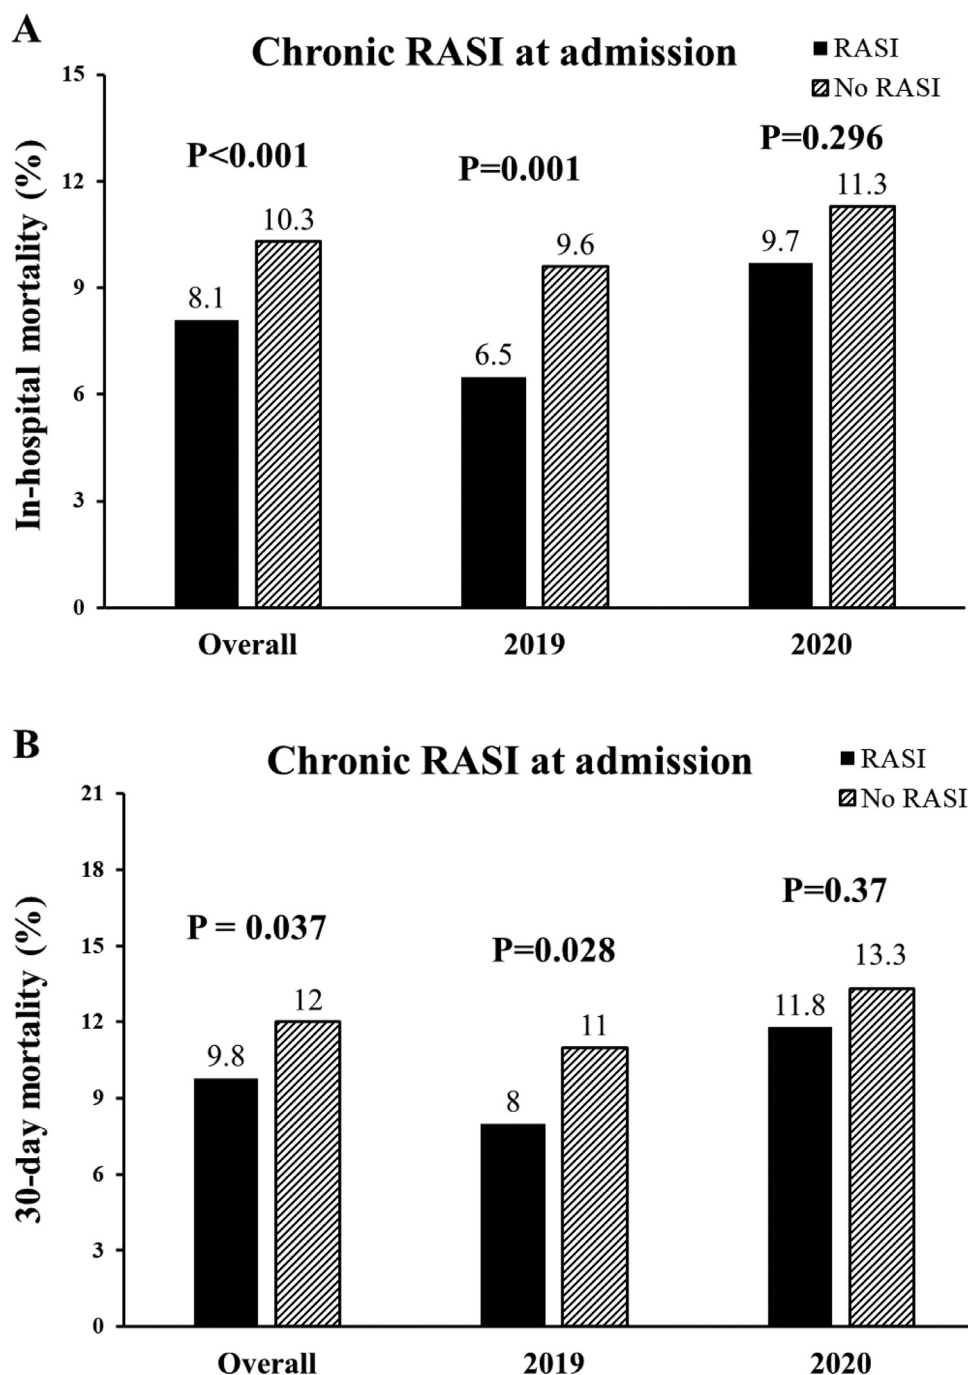 A
Chronic RASI at admission
RASI
No RASI
In-hospital mortality (%)
15
12
9
6
3
0
P<0.001
P=0.001
P=0.296
8.1
10.3
6.5
9.6
9.7
11.3
Overall
2019
2020
B
Chronic RASI at admission
RASI
No RASI
30-day mortality (%)
21
18
15
12
9
6
3
0
P = 0.037
P=0.028
P=0.37
9.8
12
8
11
11.8
13.3
Overall
2019
2020